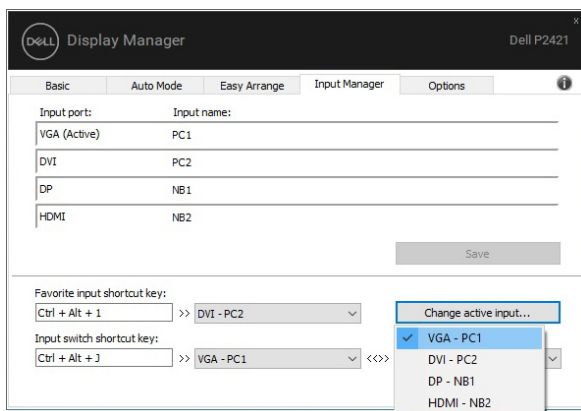 DELL Display Manager Dell P2421
Basic Auto Mode Easy Arrange Input Manager Options
Input port: Input name:
VGA (Active) PC1
DVI PC2
DP NB1
HDMI NB2
Save
Favorite input shortcut key:
Ctrl + Alt + 1 >> DVI - PC2 Change active input...
Input switch shortcut key:
Ctrl + Alt + J >> VGA - PC1 <<>>
VGA - PC1
DVI - PC2
DP - NB1
HDMI - NB2